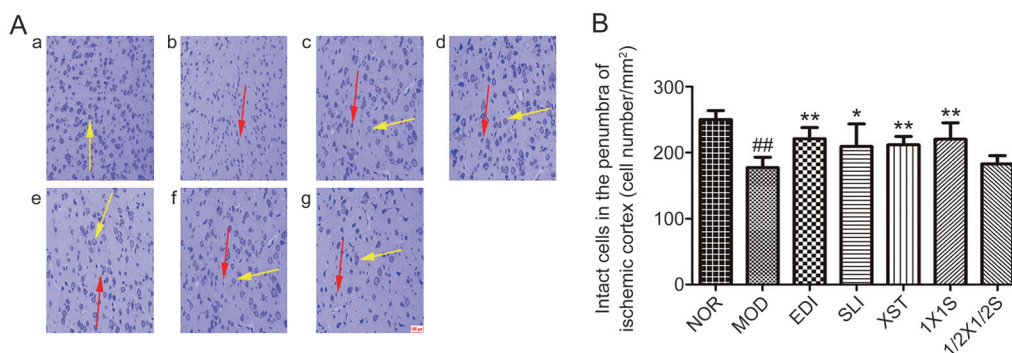 A
a
b
c
d
e
f
g
B
Intact cells in the penumbra of
ischemic cortex (cell number/mm²)
300
200
100
0
##
**
*
**
**
NOR
MOD
EDI
SLI
XST
1X1S
1/2X1/2S